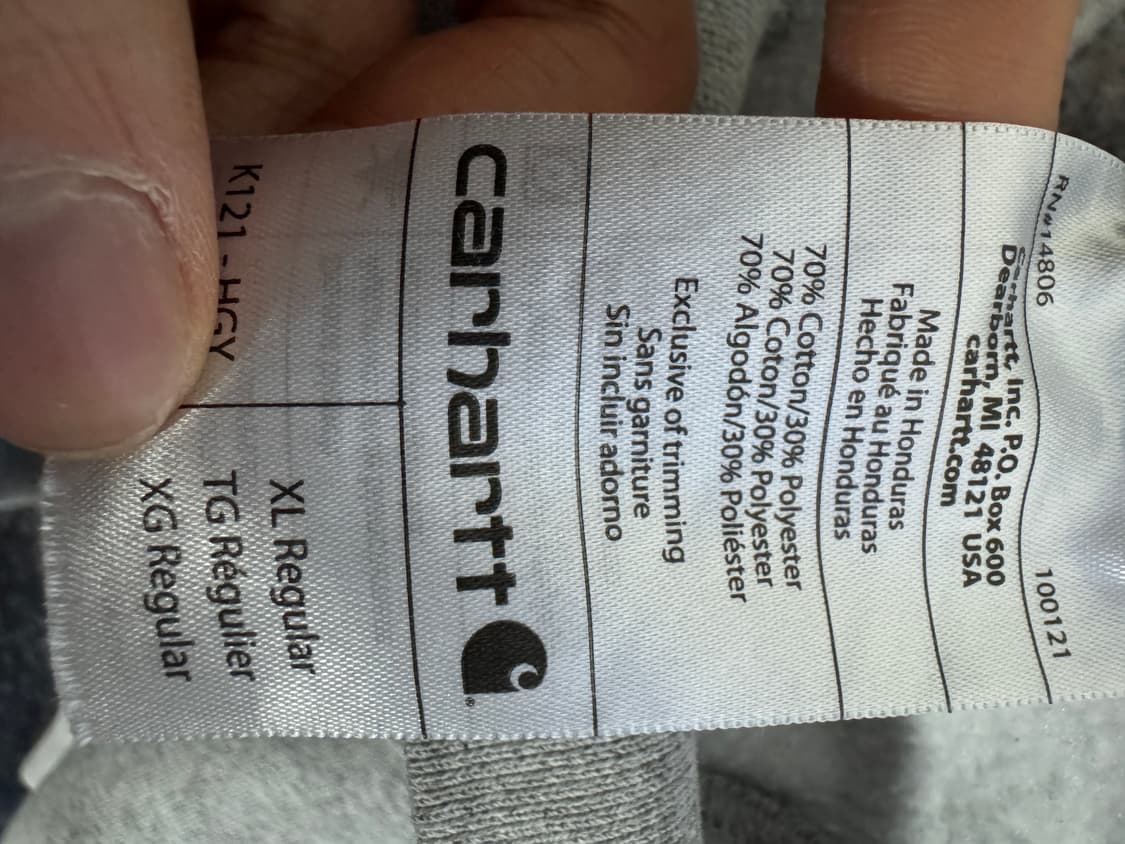 RN#14806 100121
Carhartt, Inc. P.O. Box 600
Dearborn, MI 48121 USA
carhartt.com
Made in Honduras
Fabriqué au Honduras
Hecho en Honduras
70% Cotton/30% Polyester
70% Coton/30% Polyester
70% Algodón/30% Poliéster
Exclusive of trimming
Sans garniture
Sin incluir adorno
carhartt
K121 - HGY
XL Regular
TG Régulier
XG Regular